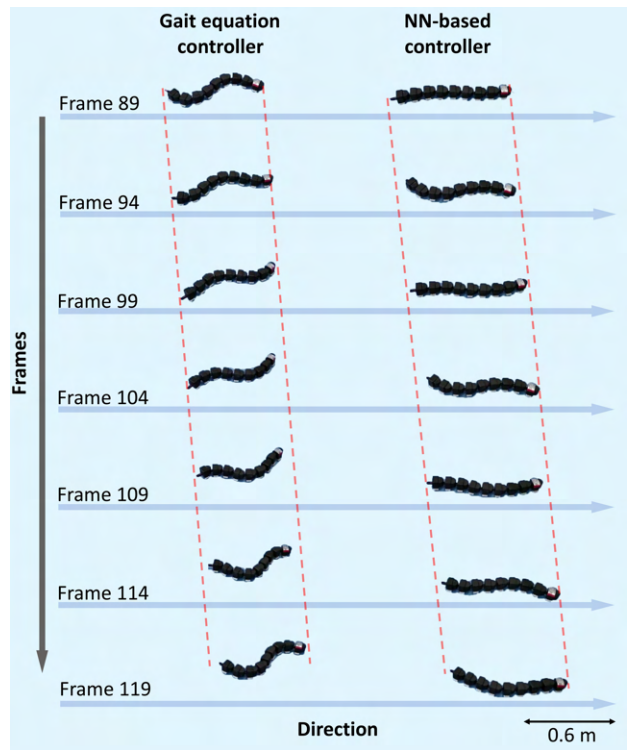 Gait equation
controller
NN-based
controller
Frame 89
Frame 94
Frame 99
Frame 104
Frame 109
Frame 114
Frame 119
Frames
Direction
0.6 m